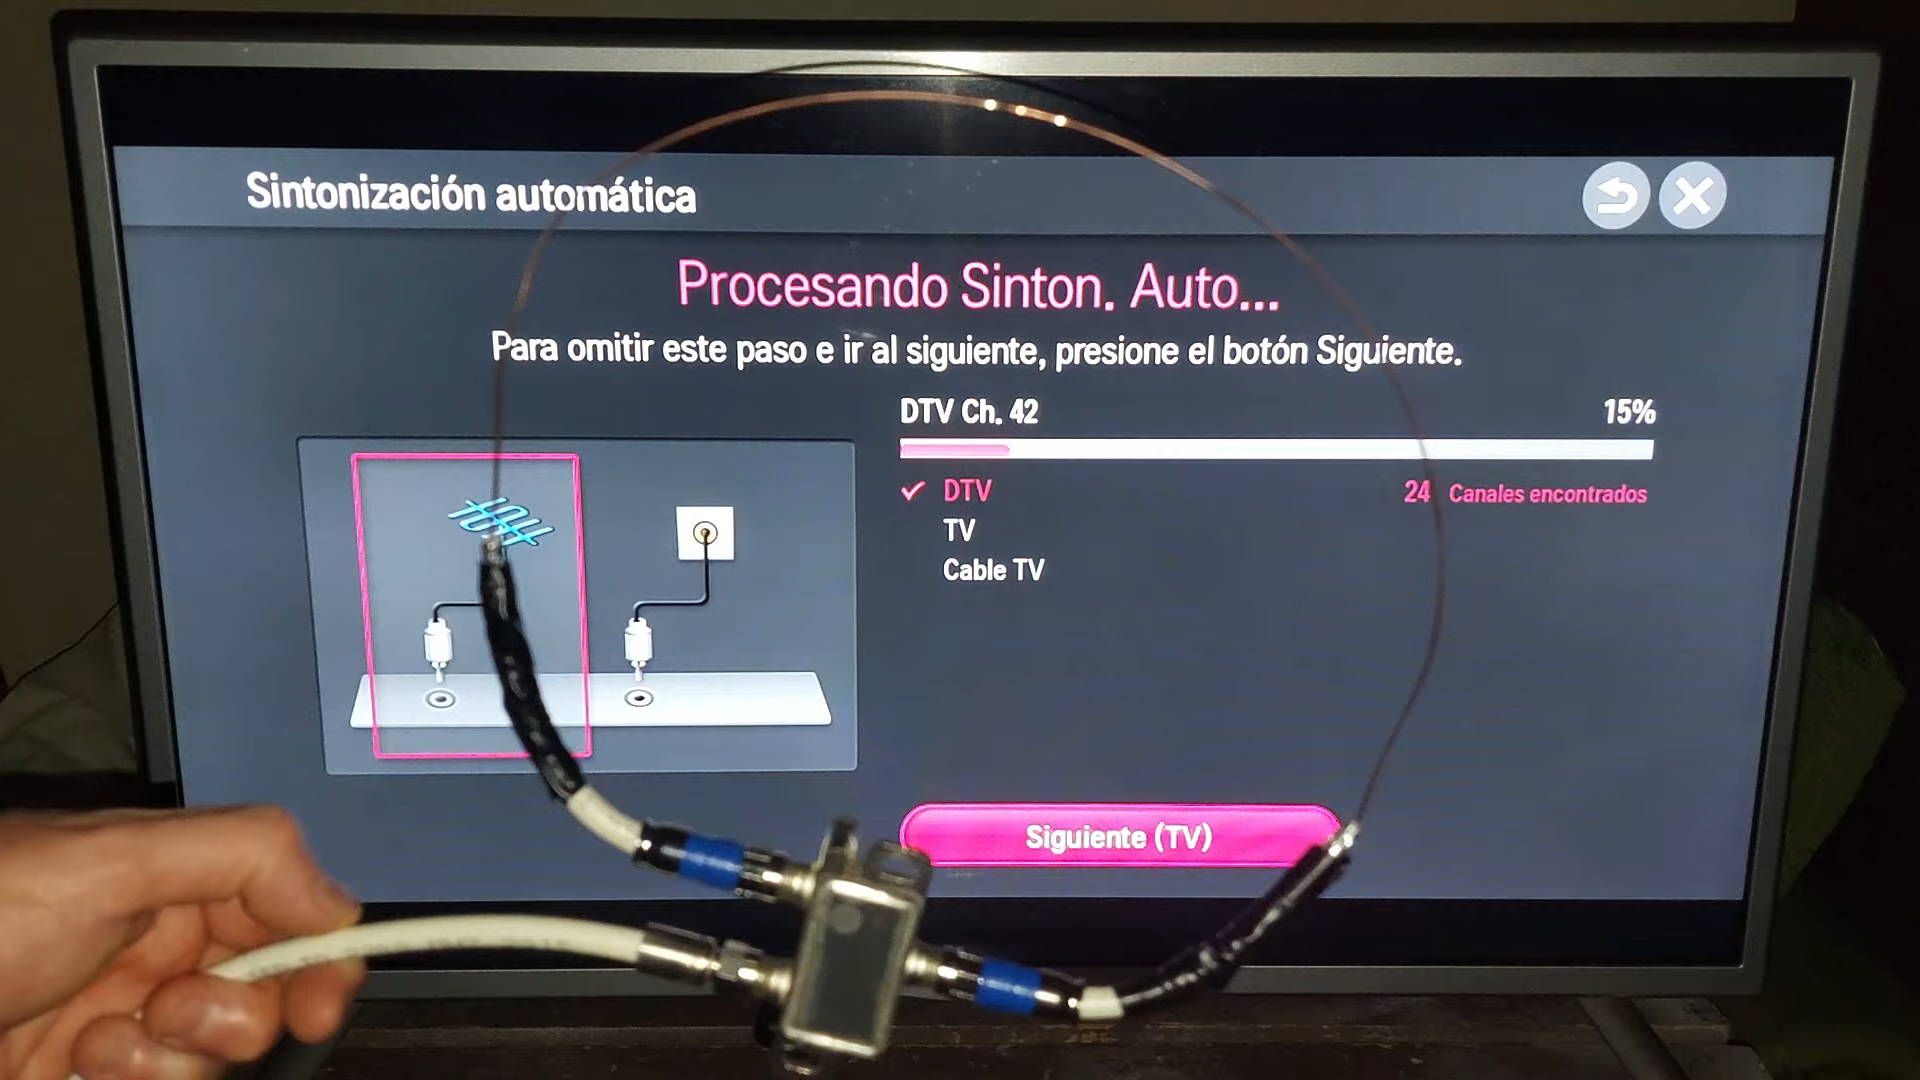 Sintonización automática
Procesando Sinton. Auto...
Para omitir este paso e ir al siguiente, presione el botón Siguiente.
DTV Ch. 42 15%
DTV 24 Canales encontrados
TV
Cable TV
Siguiente (TV)